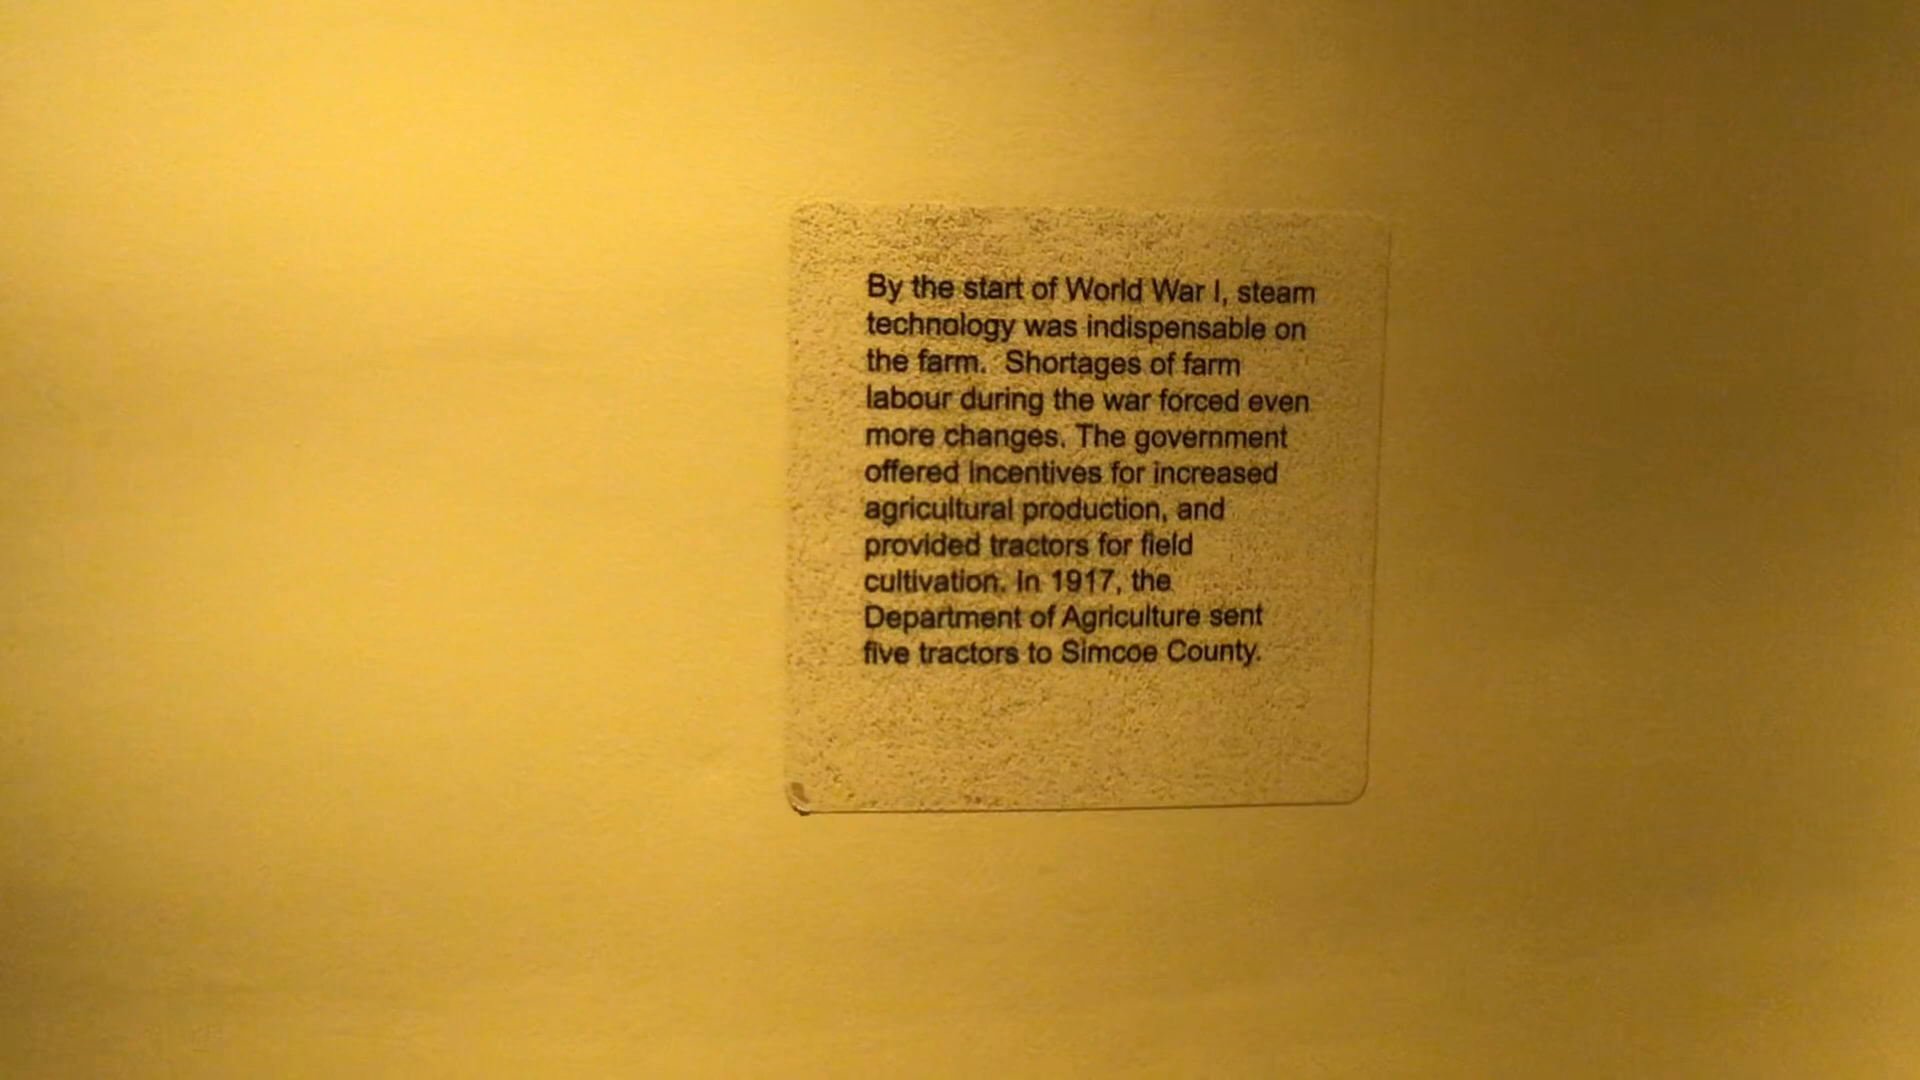 By the start of World War I, steam
technology was indispensable on
the farm.  Shortages of farm
labour during the war forced even
more changes. The government
offered incentives for increased
agricultural production, and
provided tractors for field
cultivation. In 1917, the
Department of Agriculture sent
five tractors to Simcoe County.